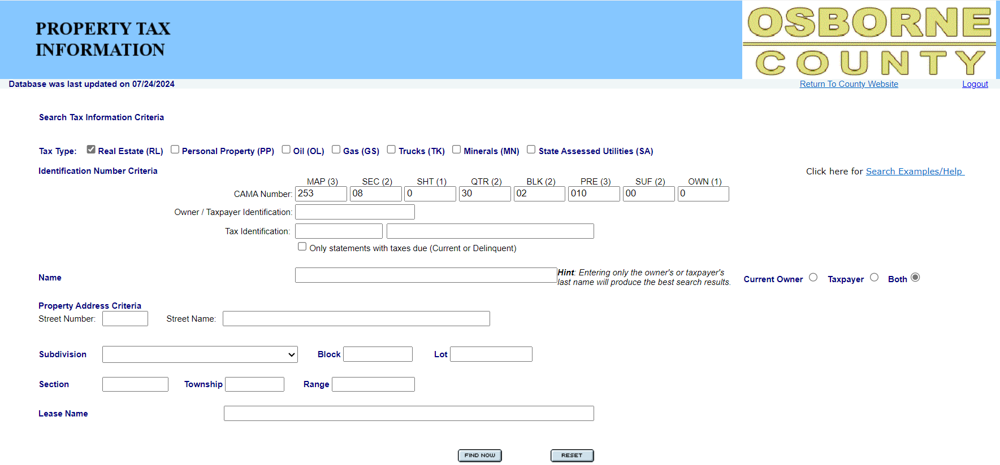 PROPERTY TAX
INFORMATION
OSBORNE
COUNTY
Database was last updated on 07/24/2024
Return To County Website
Logout
Search Tax Information Criteria
Tax Type: Real Estate (RL) Personal Property (PP) Oil (OL) Gas (GS) Trucks (TK) Minerals (MN) State Assessed Utilities (SA)
Identification Number Criteria
Click here for Search Examples/Help
MAP (3) SEC (2) SHT (1) QTR (2) BLK (2) PRE (3) SUF (2) OWN (1)
CAMA Number: 253 08 0 30 02 010 00 0
Owner / Taxpayer Identification:
Tax Identification:
Only statements with taxes due (Current or Delinquent)
Name
Hint: Entering only the owner's or taxpayer's
last name will produce the best search results.
Current Owner Taxpayer Both
Property Address Criteria
Street Number: Street Name:
Subdivision Block Lot
Section Township Range
Lease Name
FIND NOW RESET